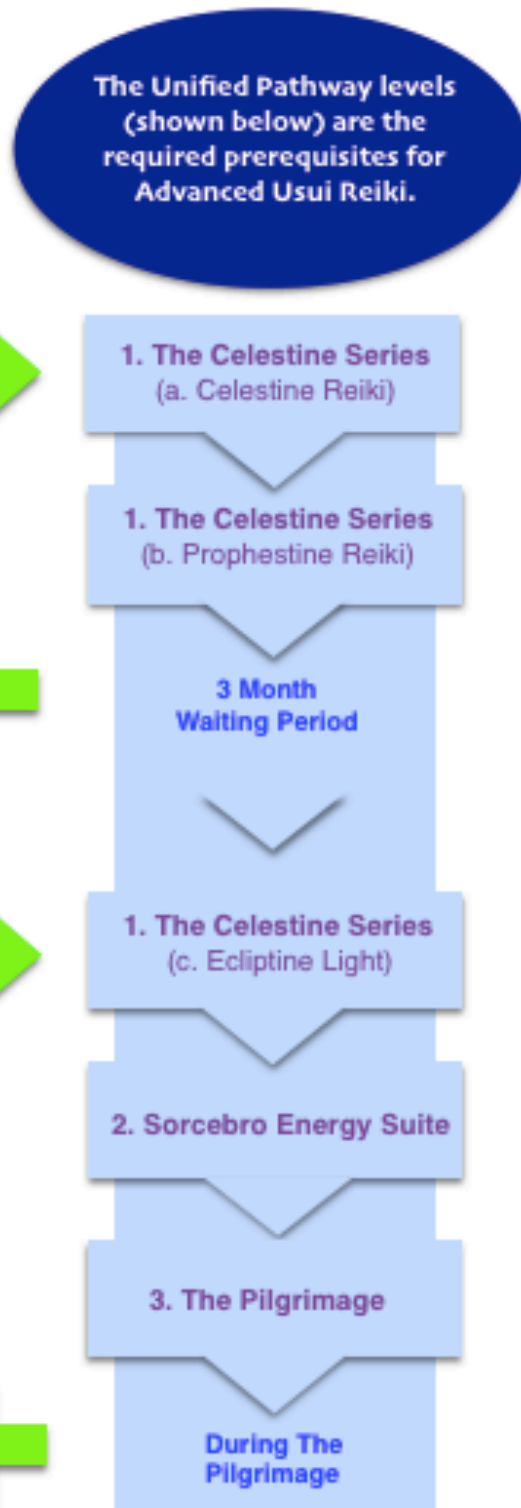 The Unified Pathway levels
(shown below) are the
required prerequisites for
Advanced Usui Reiki.
1. The Celestine Series
(a. Celestine Reiki)
1. The Celestine Series
(b. Prophestine Reiki)
3 Month
Waiting Period
1. The Celestine Series
(c. Ecliptine Light)
2. Sorcebro Energy Suite
3. The Pilgrimage
During The
Pilgrimage